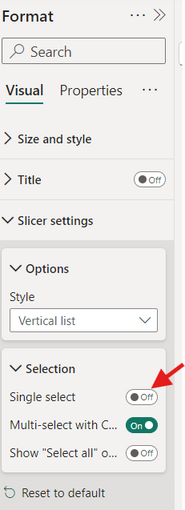 Format
Search
Visual Properties ...
Size and style
Title Off
Slicer settings
Options
Style
Vertical list
Selection
Single select Off
Multi-select with C... On
Show "Select all" o... Off
Reset to default